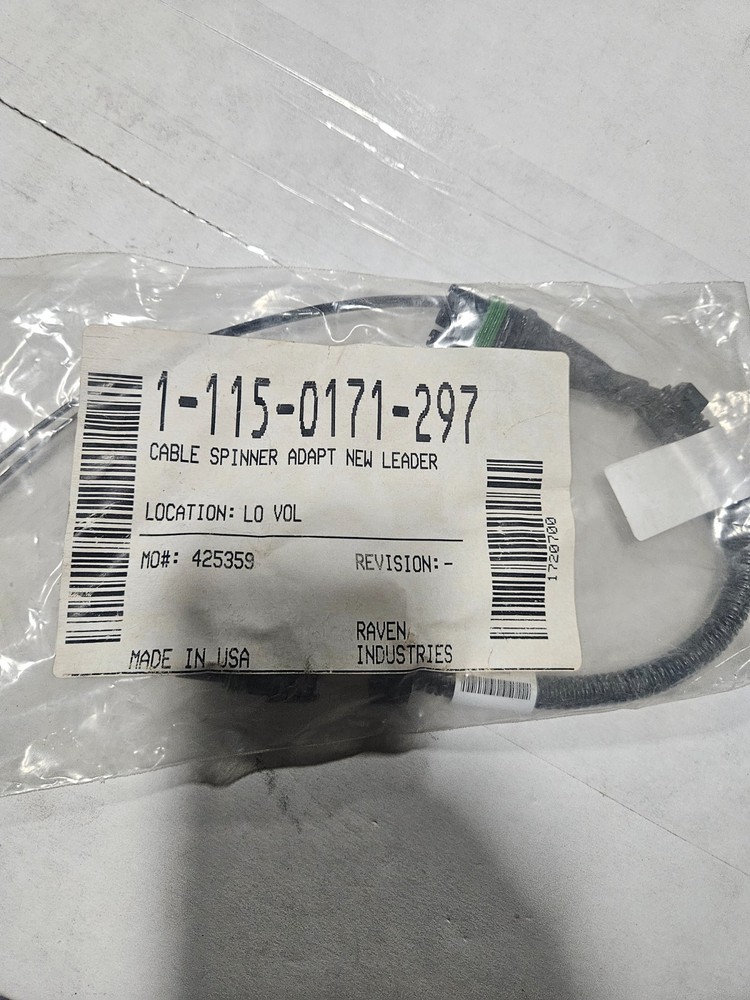 1-115-0171-297
CABLE SPINNER ADAPT NEW LEADER
LOCATION: LO VOL
MO#: 425359 REVISION:-
1720700
MADE IN USA
RAVEN
INDUSTRIES